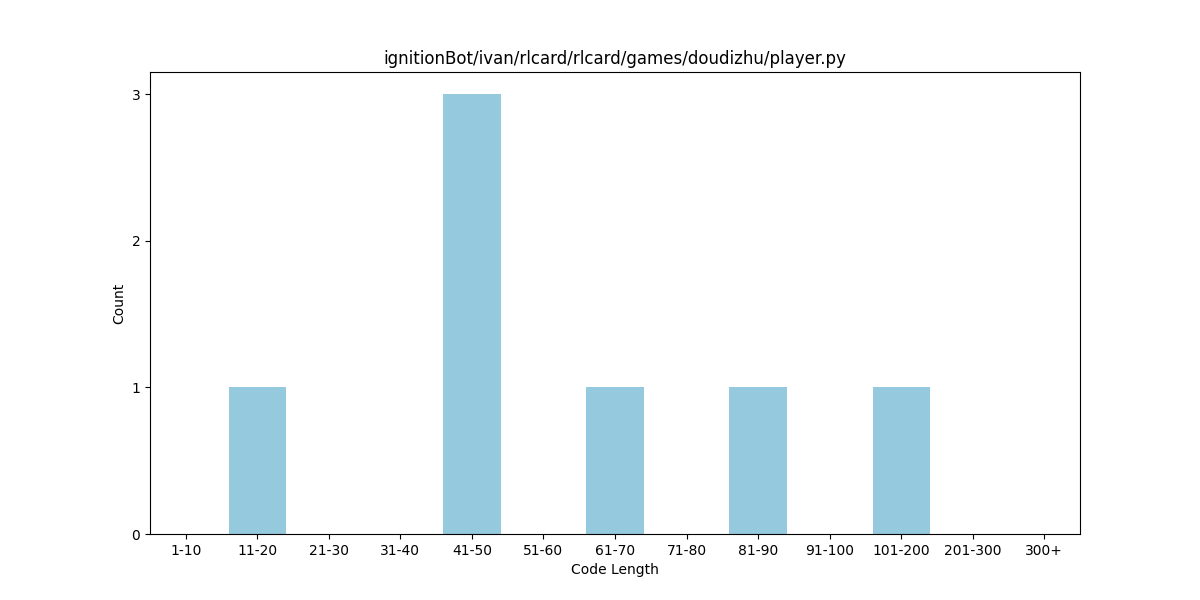 ignitionBot/ivan/rlcard/rlcard/games/doudizhu/player.py
3
2
1
0
Count
1-10 11-20 21-30 31-40 41-50 51-60 61-70 71-80 81-90 91-100 101-200 201-300 300+
Code Length